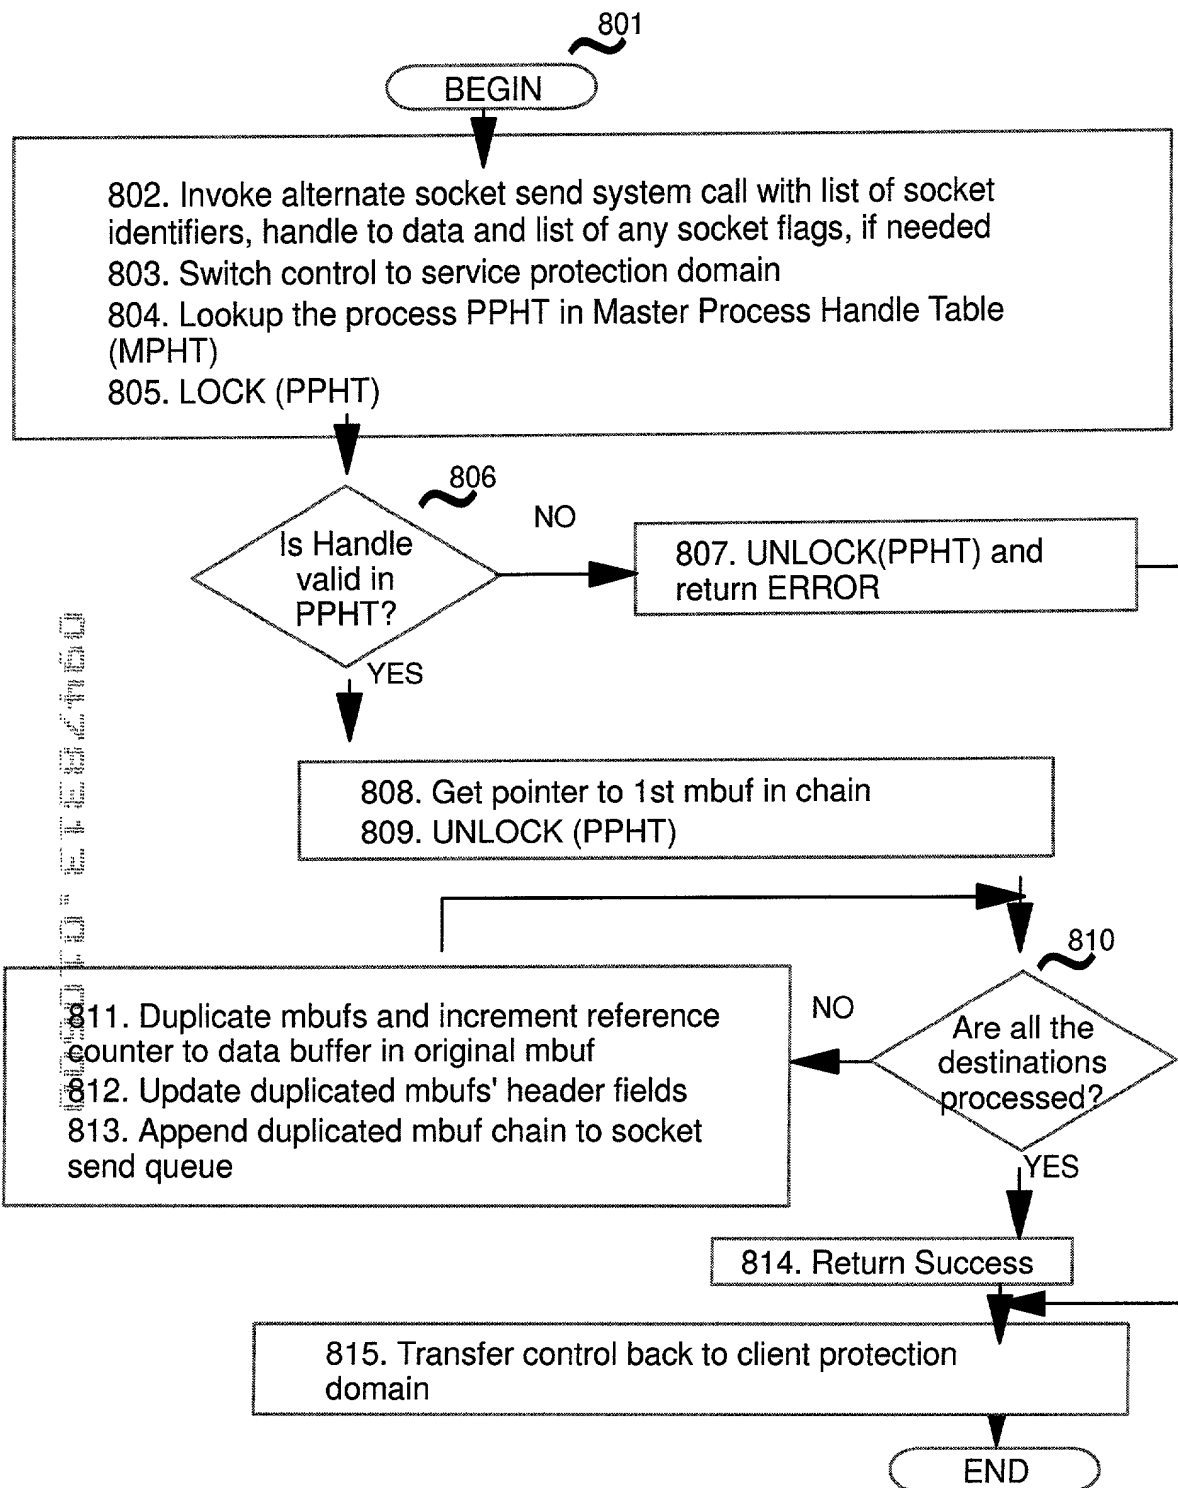 801
BEGIN
802. Invoke alternate socket send system call with list of socket
identifiers, handle to data and list of any socket flags, if needed
803. Switch control to service protection domain
804. Lookup the process PPHT in Master Process Handle Table
(MPHT)
805. LOCK (PPHT)
806
Is Handle
valid in
PPHT?
NO
807. UNLOCK(PPHT) and
return ERROR
YES
808. Get pointer to 1st mbuf in chain
809. UNLOCK (PPHT)
810
Are all the
destinations
processed?
NO
811. Duplicate mbufs and increment reference
counter to data buffer in original mbuf
812. Update duplicated mbufs' header fields
813. Append duplicated mbuf chain to socket
send queue
YES
814. Return Success
815. Transfer control back to client protection
domain
END